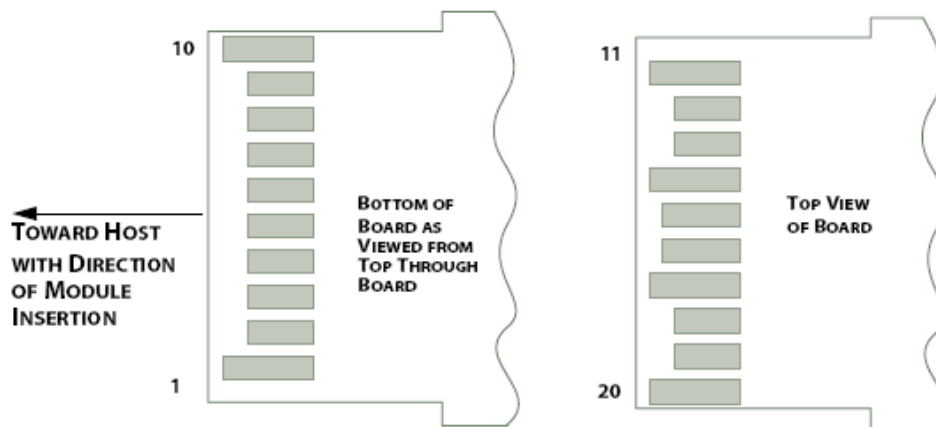 10
1
TOWARD HOST
WITH DIRECTION
OF MODULE
INSERTION
BOTTOM OF
BOARD AS
VIEWED FROM
TOP THROUGH
BOARD
11
20
TOP VIEW
OF BOARD